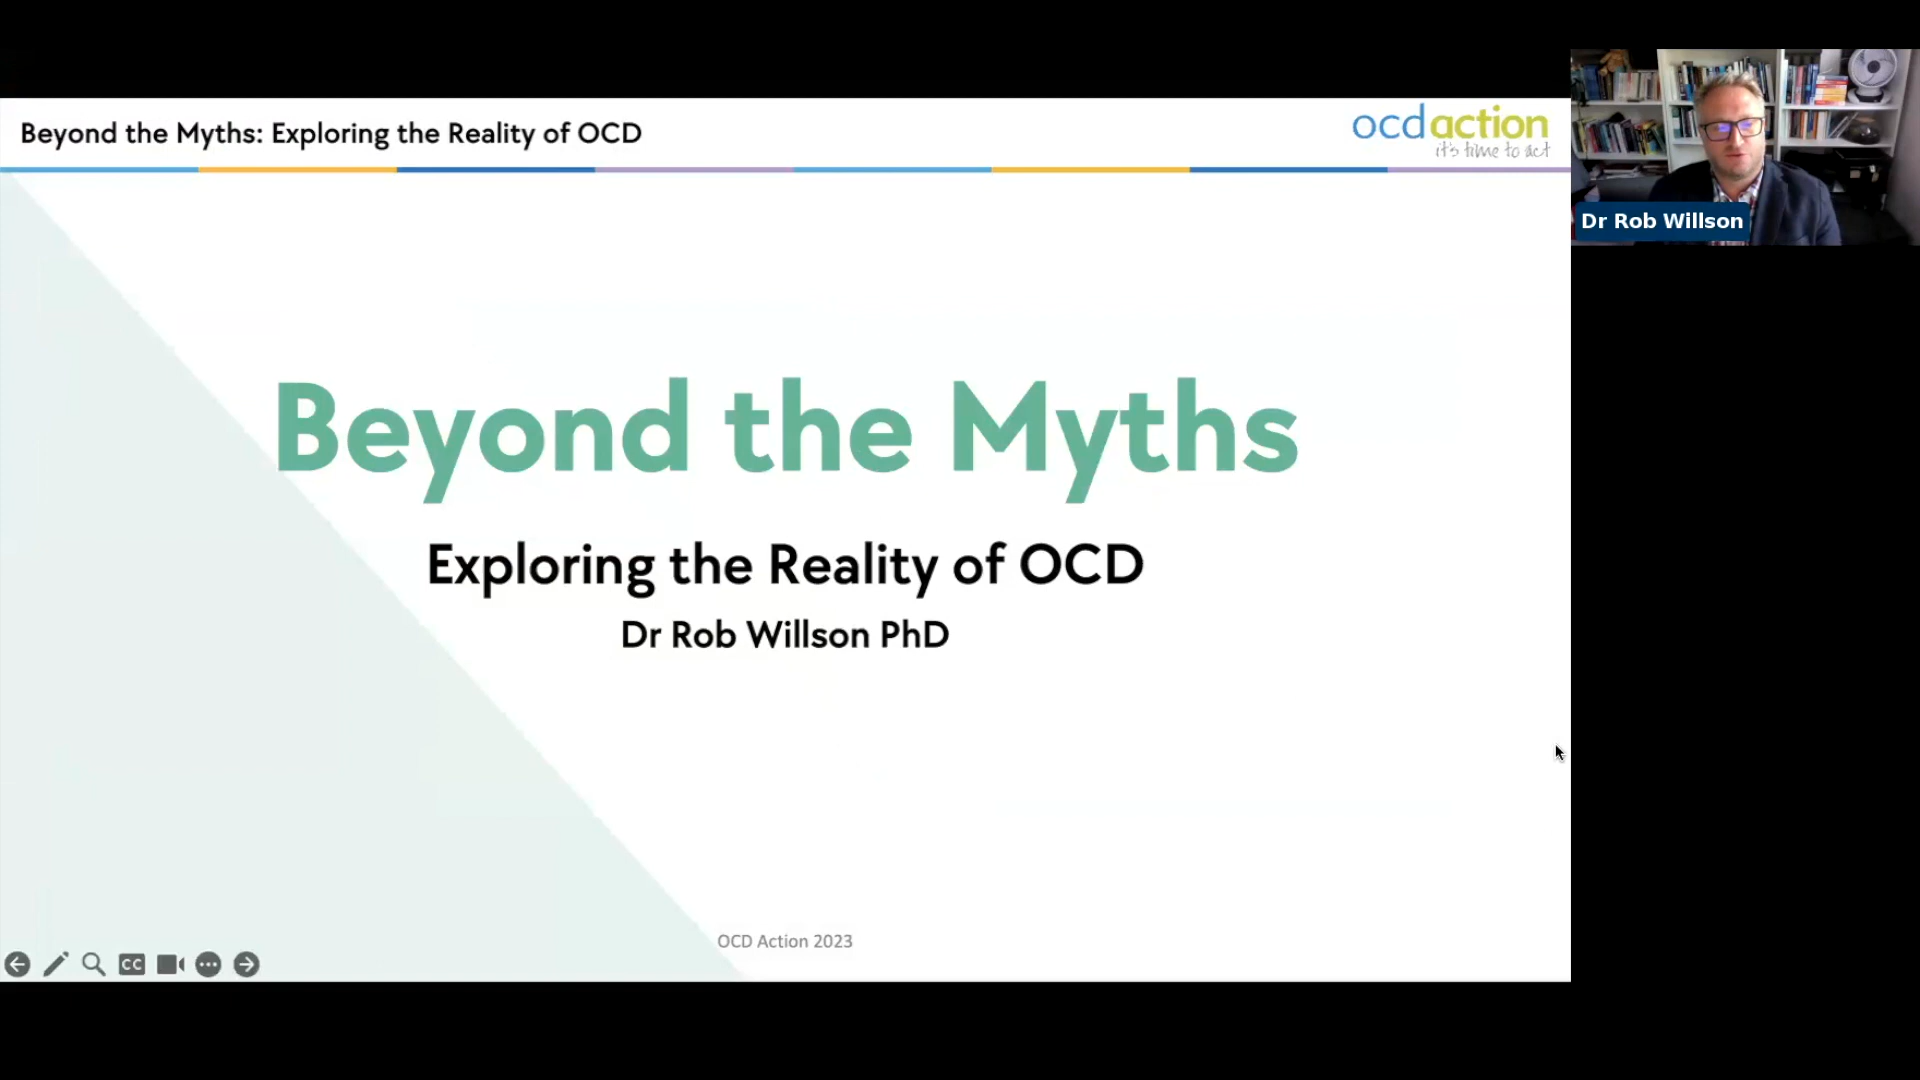 Beyond the Myths: Exploring the Reality of OCD
ocdaction
it's time to act
Dr Rob Willson
Beyond the Myths
Exploring the Reality of OCD
Dr Rob Willson PhD
OCD Action 2023
CC